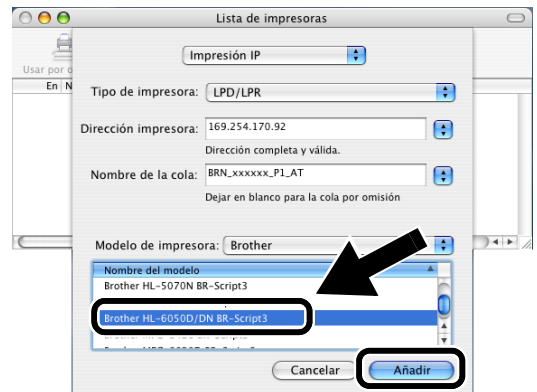 Lista de impresoras
Impresión IP
Usar por
En N
Tipo de impresora: LPD/LPR
Dirección impresora: 169.254.170.92
Dirección completa y válida.
Nombre de la cola: BRN_xxxxxx_P1_AT
Dejar en blanco para la cola por omisión
Modelo de impresora: Brother
Nombre del modelo
Brother HL-5070N BR-Script3
Brother HL-6050D/DN BR-Script3
Cancelar Añadir